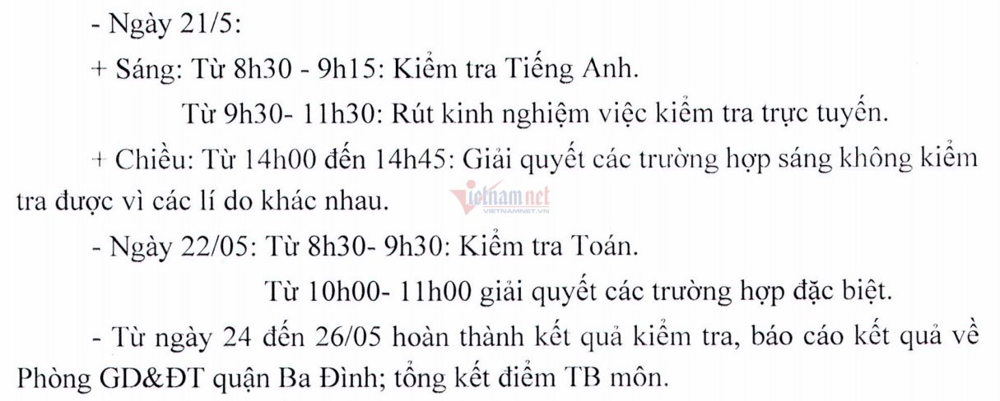 - Ngày 21/5:
+ Sáng: Từ 8h30 - 9h15: Kiểm tra Tiếng Anh.
Từ 9h30- 11h30: Rút kinh nghiệm việc kiểm tra trực tuyến.
+ Chiều: Từ 14h00 đến 14h45: Giải quyết các trường hợp sáng không kiểm
tra được vì các lí do khác nhau.
Vietnamnet
VIETNAMNET.VN
- Ngày 22/05: Từ 8h30- 9h30: Kiểm tra Toán.
Từ 10h00- 11h00 giải quyết các trường hợp đặc biệt.
- Từ ngày 24 đến 26/05 hoàn thành kết quả kiểm tra, báo cáo kết quả về
Phòng GD&ĐT quận Ba Đình; tổng kết điểm TB môn.